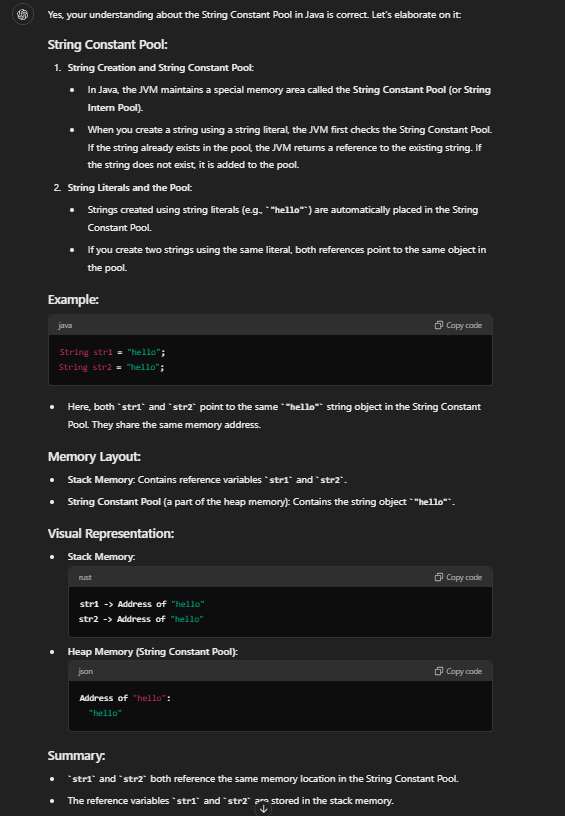 Yes, your understanding about the String Constant Pool in Java is correct. Let's elaborate on it:
String Constant Pool:
1. String Creation and String Constant Pool:
• In Java, the JVM maintains a special memory area called the String Constant Pool (or String
Intern Pool).
• When you create a string using a string literal, the JVM first checks the String Constant Pool.
If the string already exists in the pool, the JVM returns a reference to the existing string. If
the string does not exist, it is added to the pool.
2. String Literals and the Pool:
• Strings created using string literals (e.g., `"hello"`) are automatically placed in the String
Constant Pool.
• If you create two strings using the same literal, both references point to the same object in
the pool.
Example:
java Copy code
String str1 = "hello";
String str2 = "hello";
• Here, both `str1` and `str2` point to the same `"hello"` string object in the String Constant
Pool. They share the same memory address.
Memory Layout:
• Stack Memory: Contains reference variables `str1` and `str2`.
• String Constant Pool (a part of the heap memory): Contains the string object `"hello"`.
Visual Representation:
• Stack Memory:
rust Copy code
str1 -> Address of "hello"
str2 -> Address of "hello"
• Heap Memory (String Constant Pool):
json Copy code
Address of "hello":
"hello"
Summary:
• `str1` and `str2` both reference the same memory location in the String Constant Pool.
• The reference variables `str1` and `str2` are stored in the stack memory.